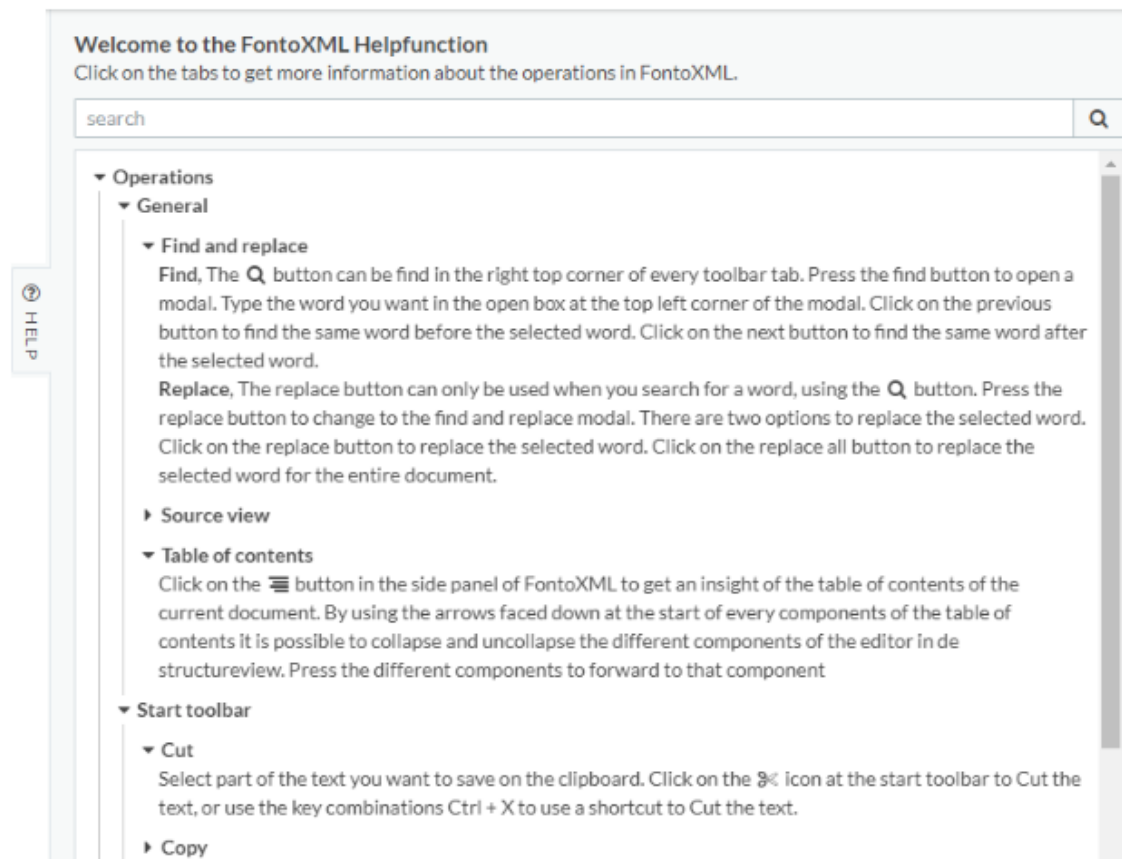 Welcome to the FontoXML Helpfunction
Click on the tabs to get more information about the operations in FontoXML.
search
Operations
General
Find and replace
Find, The button can be find in the right top corner of every toolbar tab. Press the find button to open a
modal. Type the word you want in the open box at the top left corner of the modal. Click on the previous
button to find the same word before the selected word. Click on the next button to find the same word after
the selected word.
Replace, The replace button can only be used when you search for a word, using the button. Press the
replace button to change to the find and replace modal. There are two options to replace the selected word.
Click on the replace button to replace the selected word. Click on the replace all button to replace the
selected word for the entire document.
Source view
Table of contents
Click on the button in the side panel of FontoXML to get an insight of the table of contents of the
current document. By using the arrows faced down at the start of every components of the table of
contents it is possible to collapse and uncollapse the different components of the editor in de
structureview. Press the different components to forward to that component
Start toolbar
Cut
Select part of the text you want to save on the clipboard. Click on the icon at the start toolbar to Cut the
text, or use the key combinations Ctrl + X to use a shortcut to Cut the text.
Copy
HELP